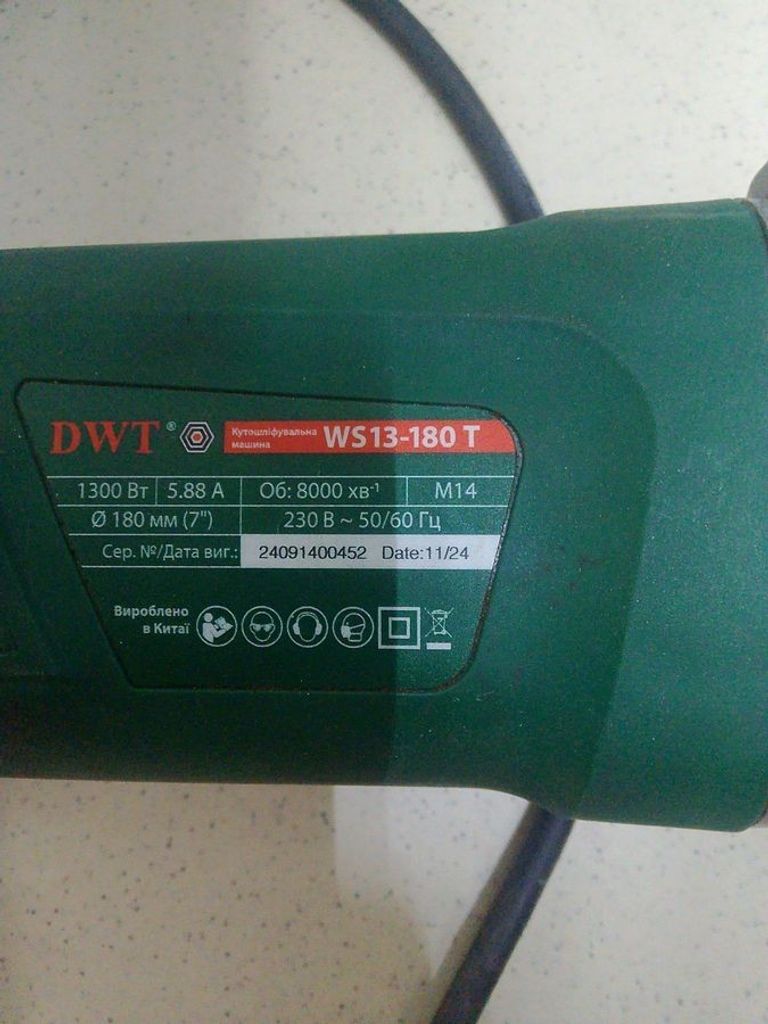 DWT® Кутошліфувальна машина WS13-180 T
1300 Вт 5.88 А Об: 8000 хв⁻¹ М14
Ø 180 мм (7") 230 В ~ 50/60 Гц
Сер. №/Дата виг.: 24091400452 Date:11/24
Вироблено
в Китаї